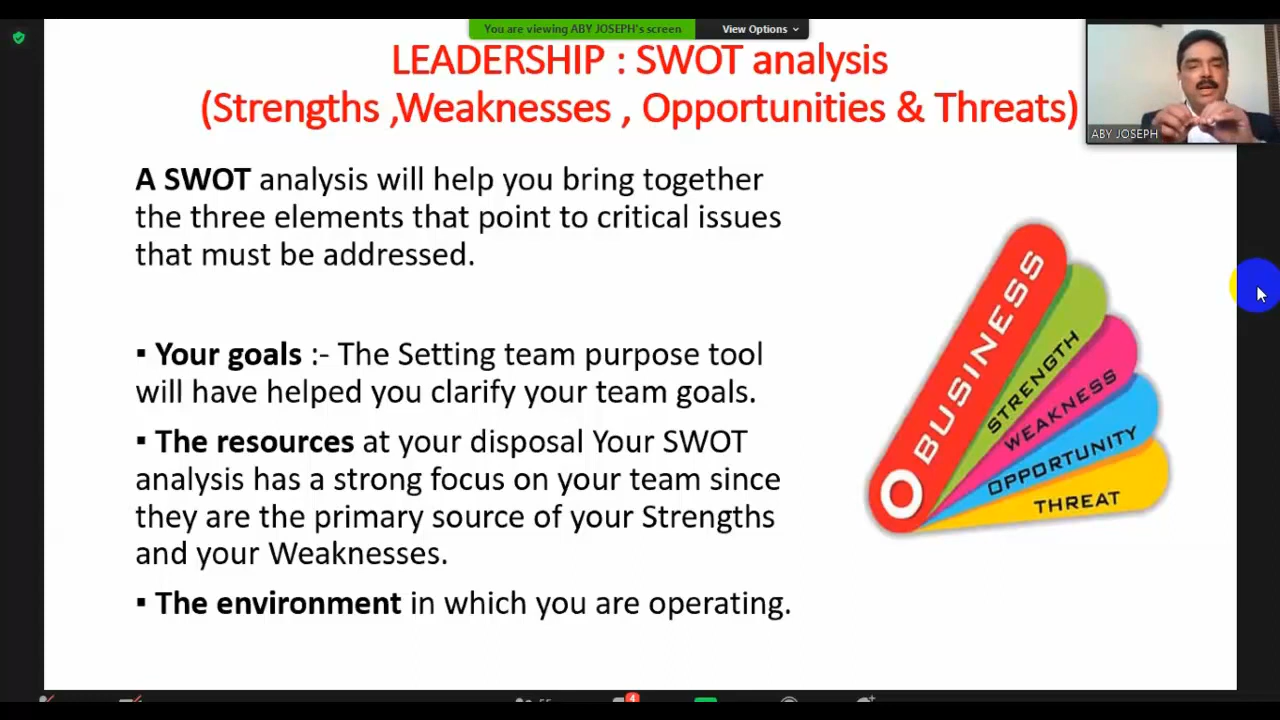 You are viewing ABY JOSEPH's screen
View Options
LEADERSHIP : SWOT analysis
(Strengths ,Weaknesses , Opportunities & Threats)
ABY JOSEPH
A SWOT analysis will help you bring together
the three elements that point to critical issues
that must be addressed.
▪ Your goals :- The Setting team purpose tool
will have helped you clarify your team goals.
▪ The resources at your disposal Your SWOT
analysis has a strong focus on your team since
they are the primary source of your Strengths
and your Weaknesses.
▪ The environment in which you are operating.
BUSINESS
STRENGTH
WEAKNESS
OPPORTUNITY
THREAT
4